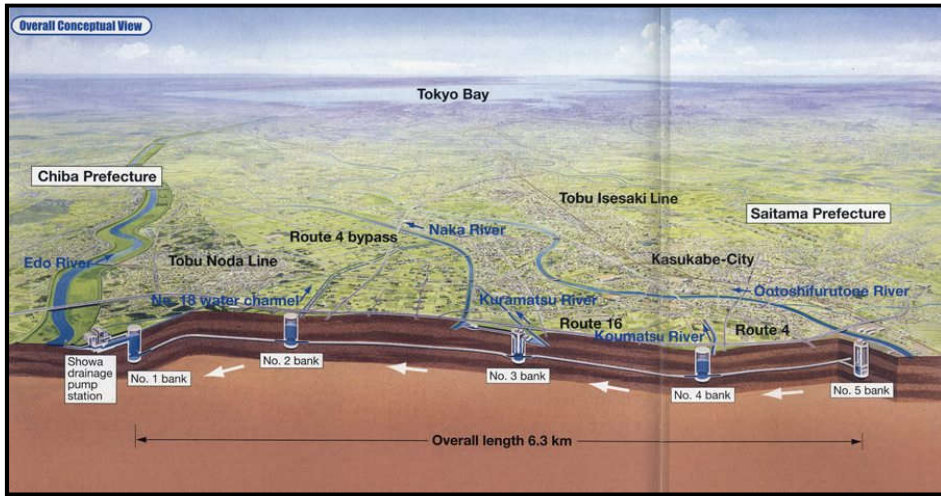 Overall Conceptual View
Tokyo Bay
Chiba Prefecture
Tobu Isesaki Line
Saitama Prefecture
Naka River
Route 4 bypass
Edo River
Tobu Noda Line
Kasukabe-City
No. 18 water channel
Kuramatsu River
Ootoshifurutone River
Route 16
Koumatsu River
Route 4
Showa
drainage
pump
station
No. 1 bank
No. 2 bank
No. 3 bank
No. 4 bank
No. 5 bank
Overall length 6.3 km